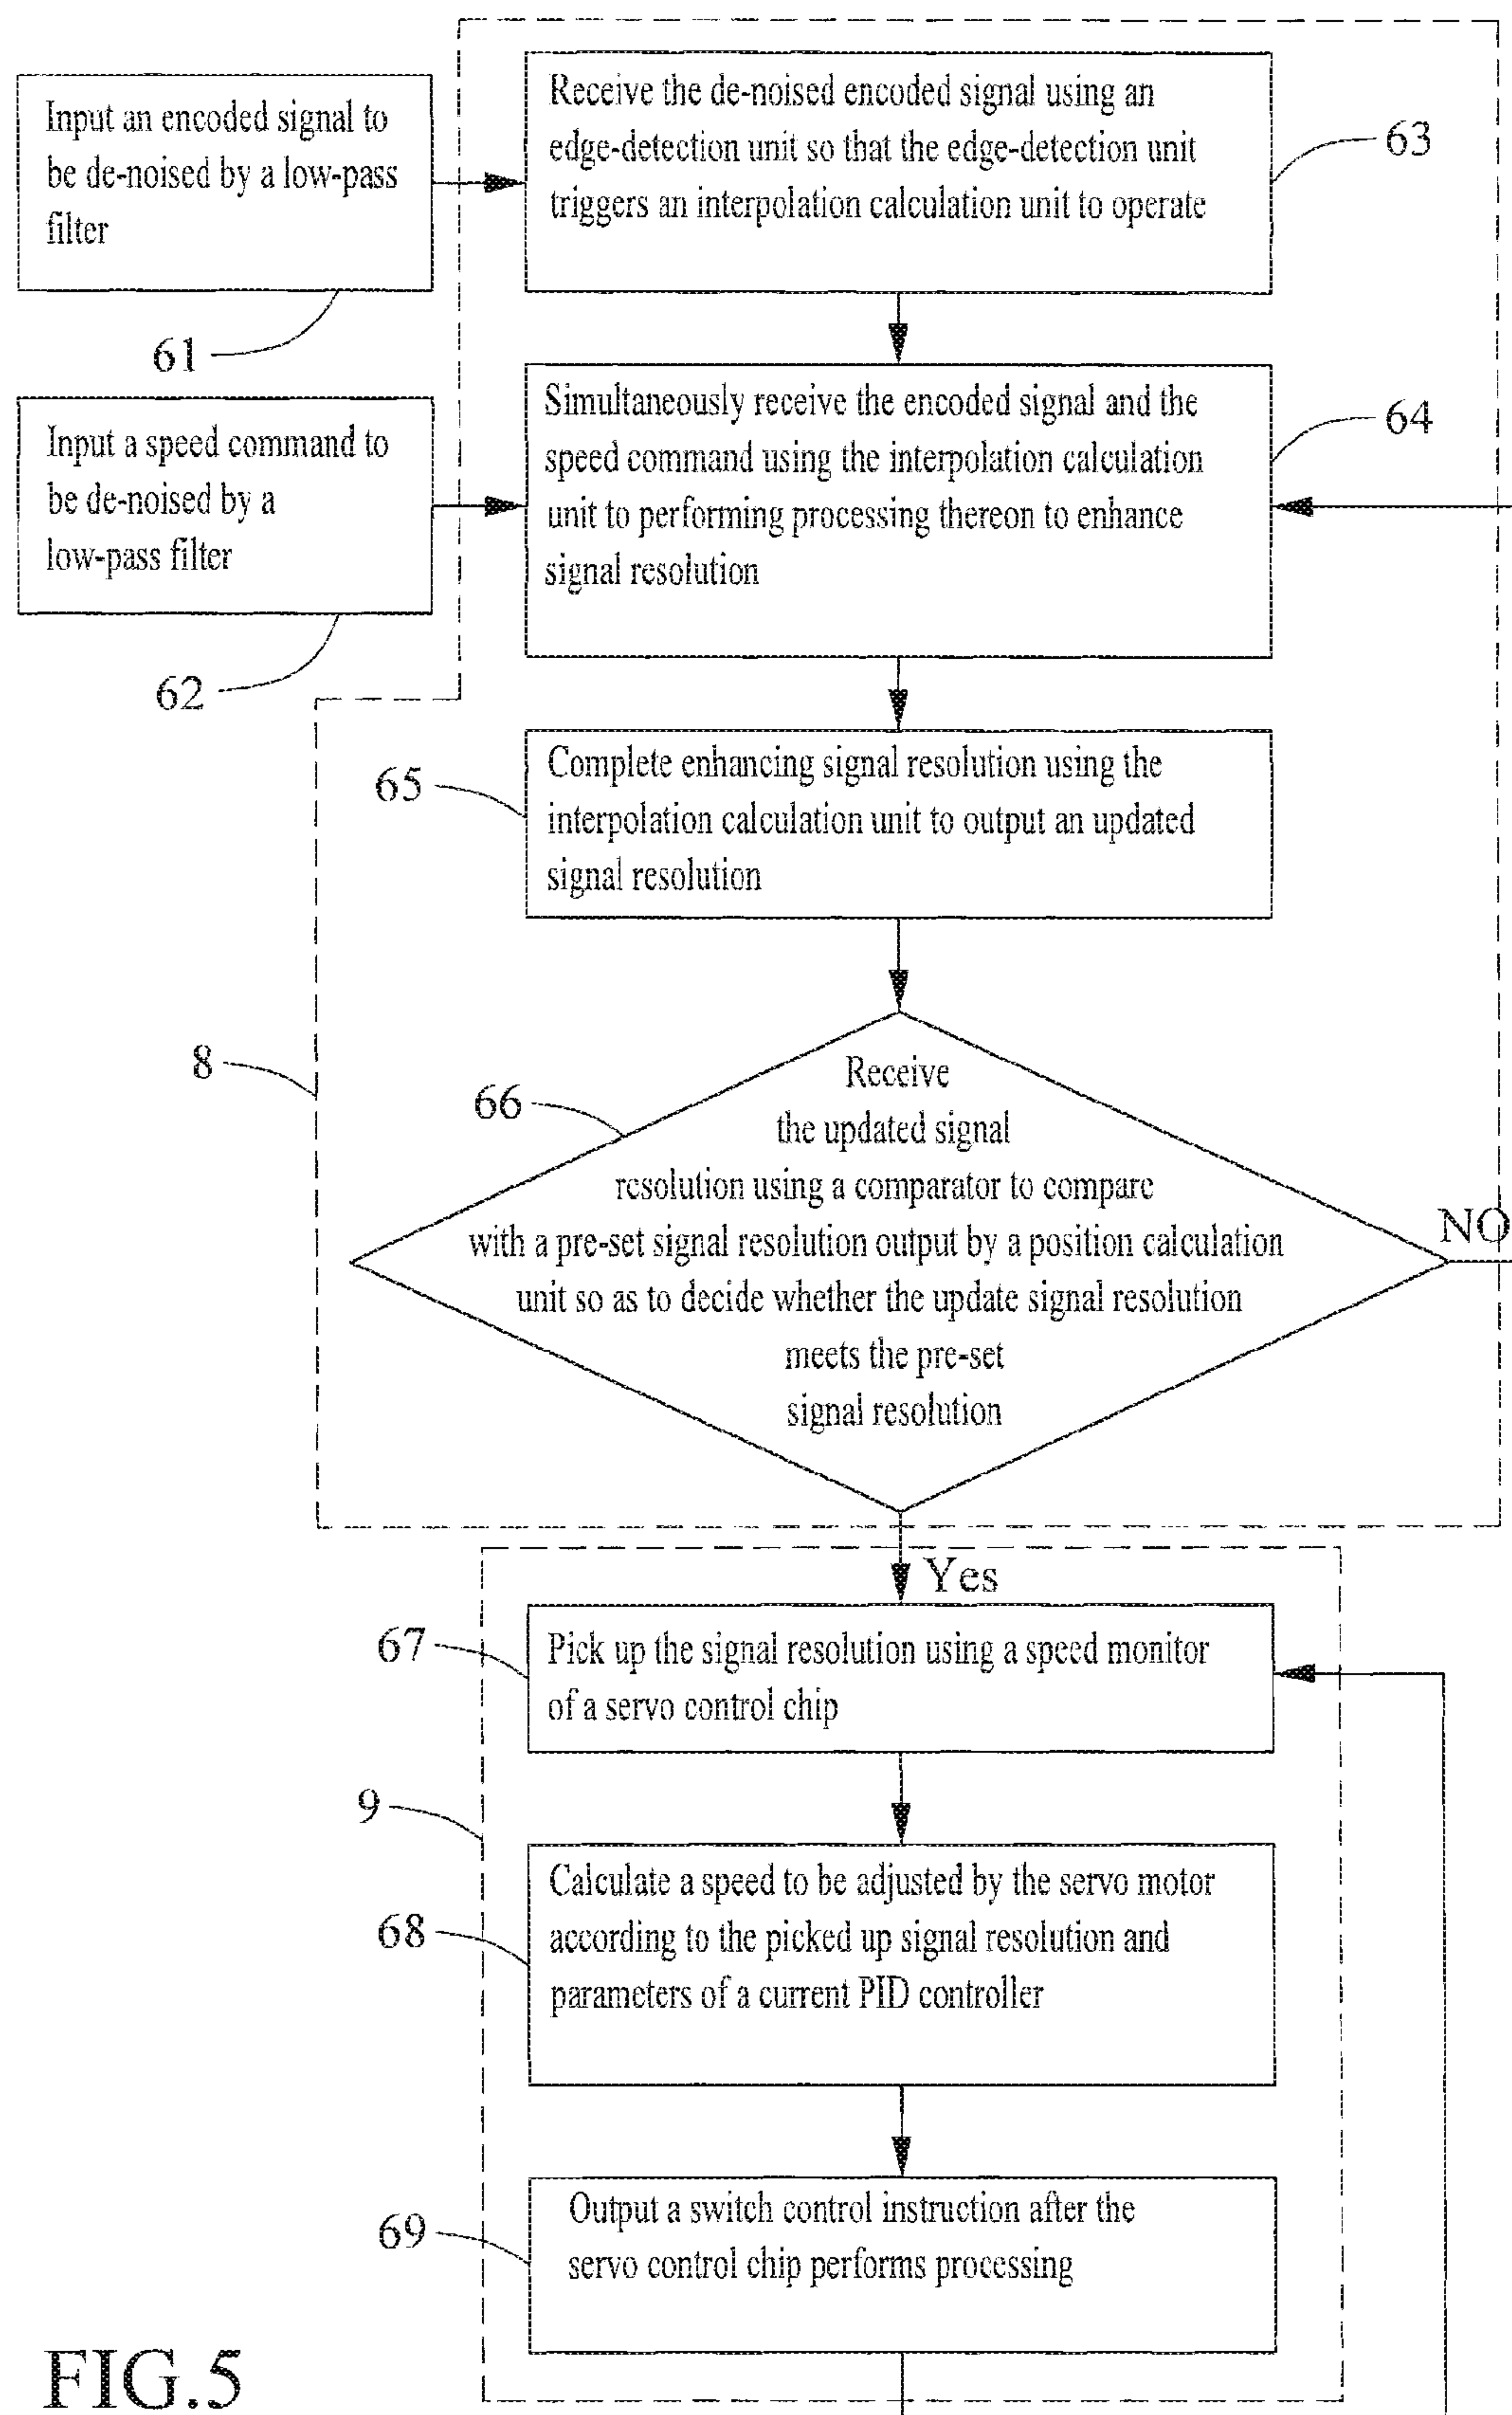 Input an encoded signal to
be de-noised by a low-pass
filter
61
Receive the de-noised encoded signal using an
edge-detection unit so that the edge-detection unit
triggers an interpolation calculation unit to operate
63
Input a speed command to
be de-noised by a
low-pass filter
62
Simultaneously receive the encoded signal and the
speed command using the interpolation calculation
unit to performing processing thereon to enhance
signal resolution
64
65
Complete enhancing signal resolution using the
interpolation calculation unit to output an updated
signal resolution
8
66
Receive
the updated signal
resolution using a comparator to compare
with a pre-set signal resolution output by a position calculation
unit so as to decide whether the update signal resolution
meets the pre-set
signal resolution
NO
Yes
67
Pick up the signal resolution using a speed monitor
of a servo control chip
9
68
Calculate a speed to be adjusted by the servo motor
according to the picked up signal resolution and
parameters of a current PID controller
69
Output a switch control instruction after the
servo control chip performs processing
FIG.5